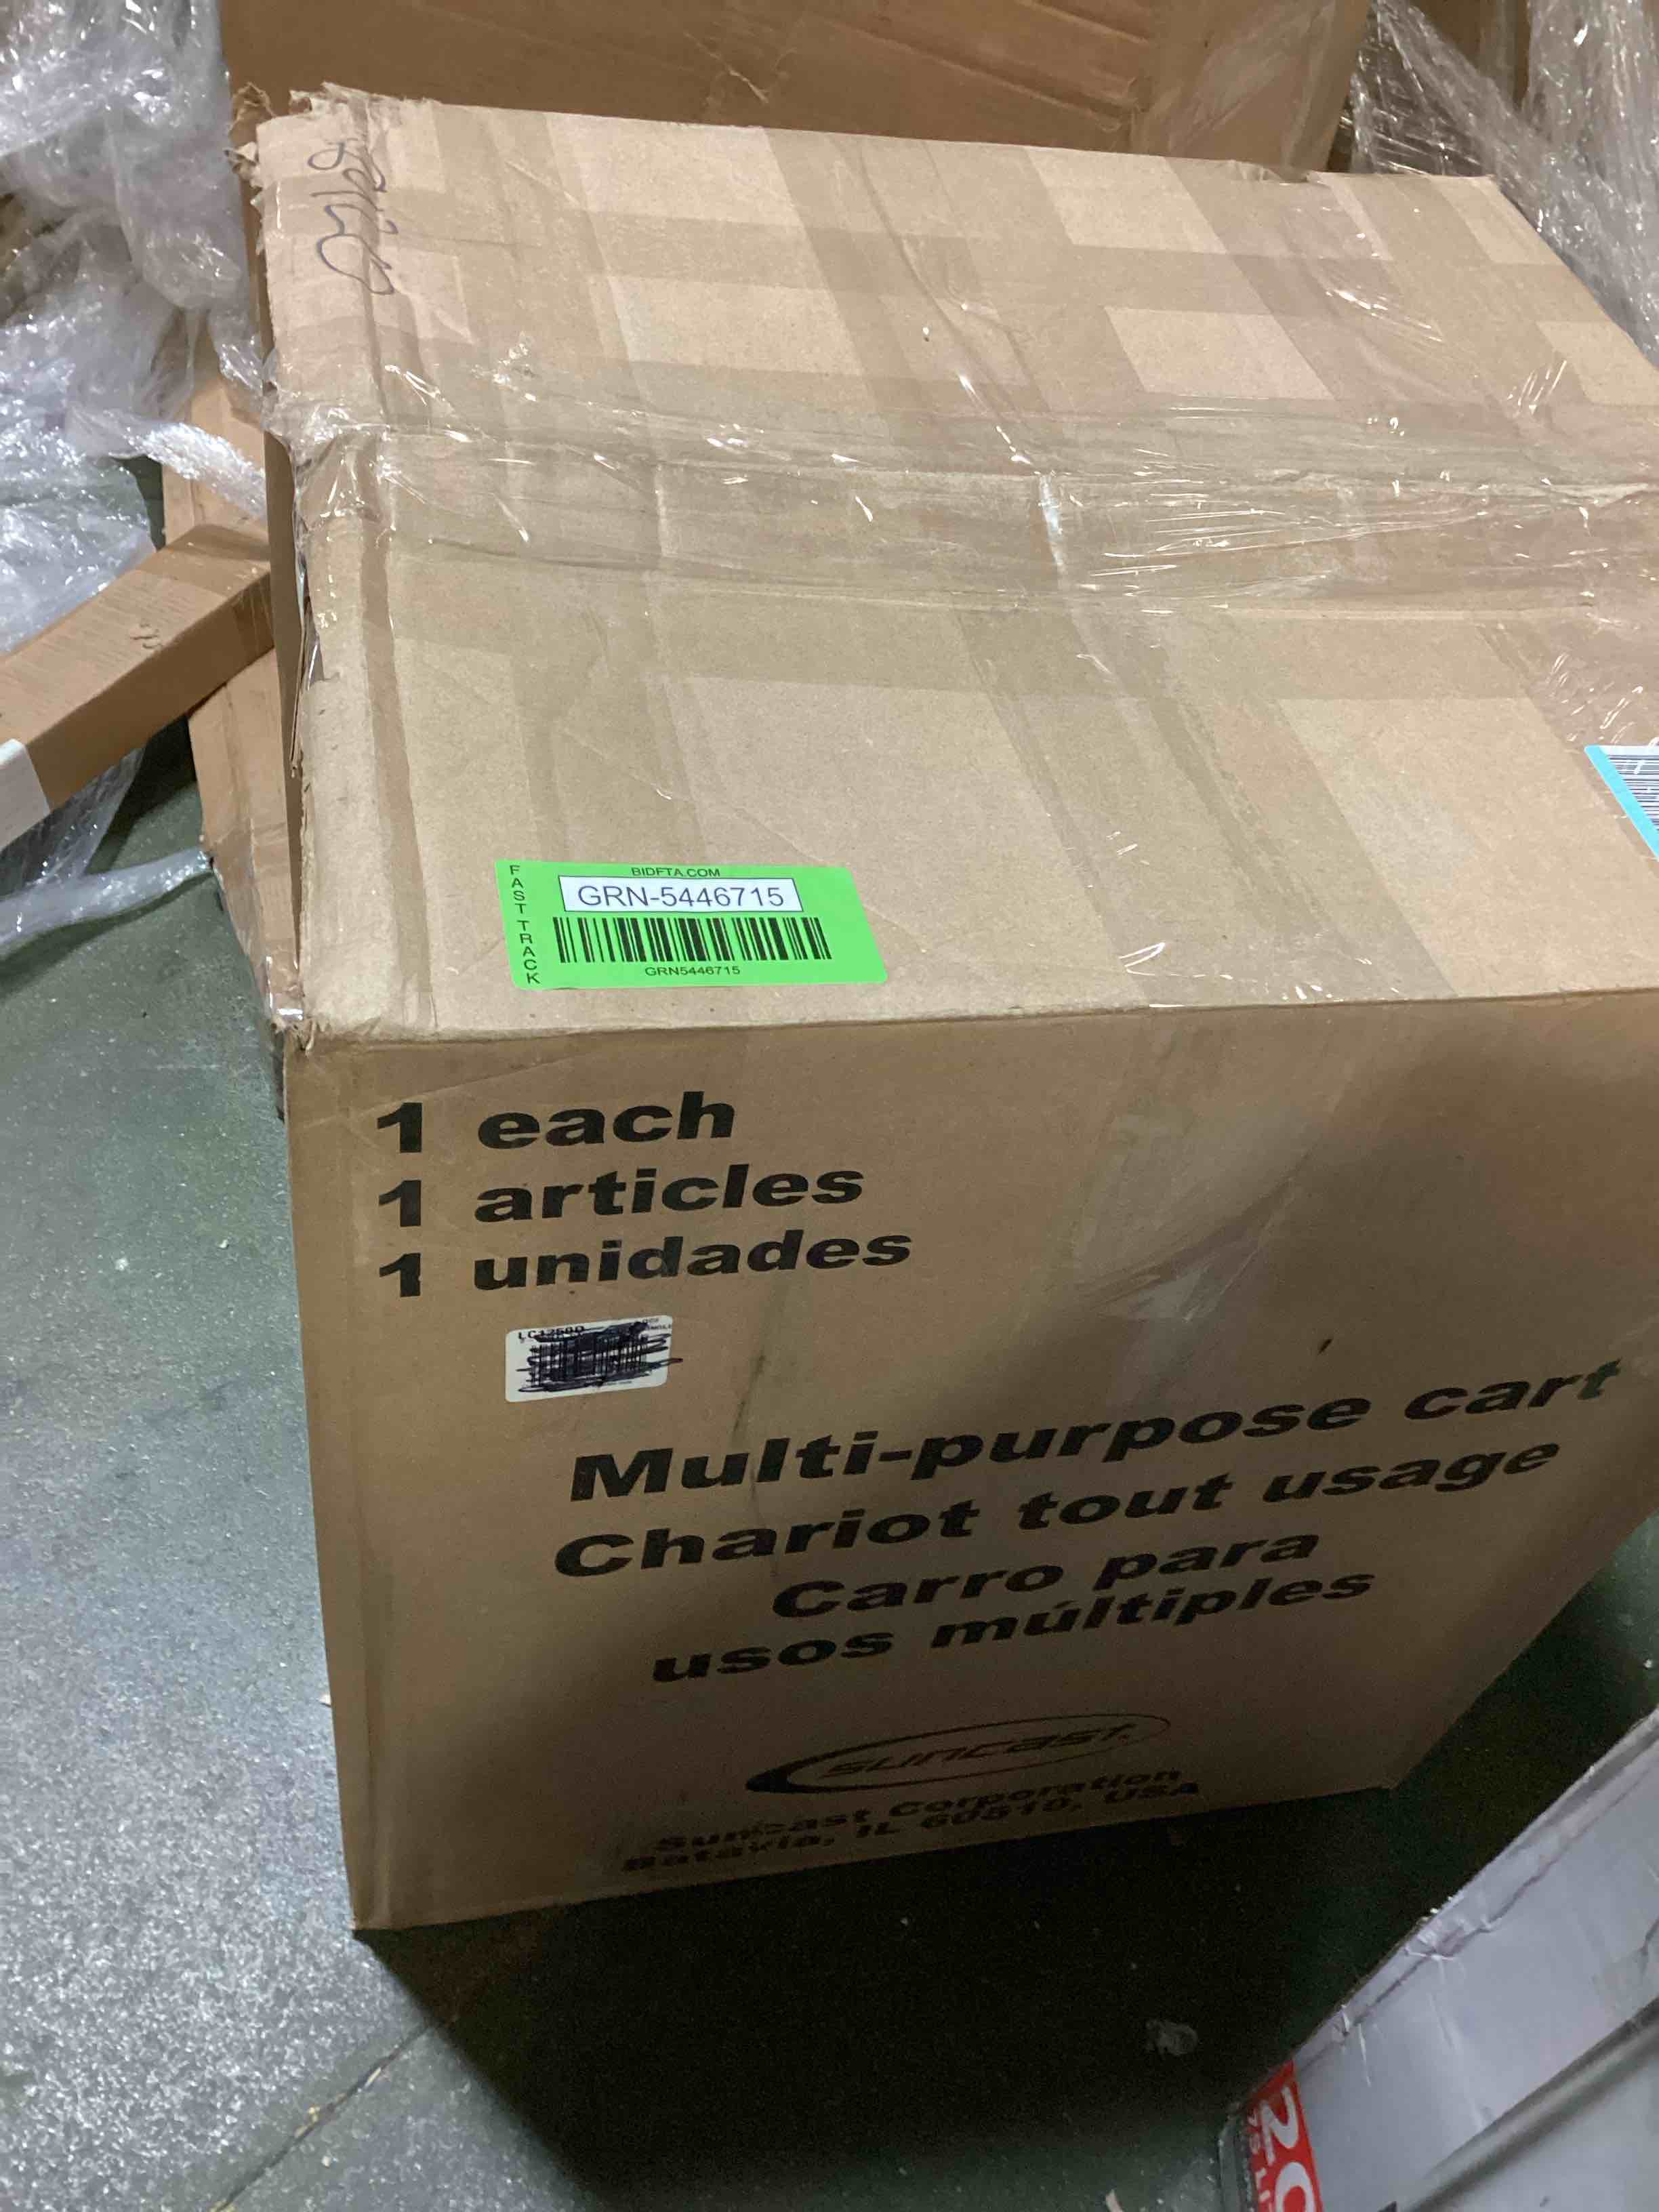 BIDFTA.COM
FAST TRACK
GRN-5446715
GRN5446715
1 each
1 articles
1 unidades
Multi-purpose cart
Chariot tout usage
Carro para
usos múltiples
suncast.
Suncast Corporation
Batavia, IL 60510, USA
20